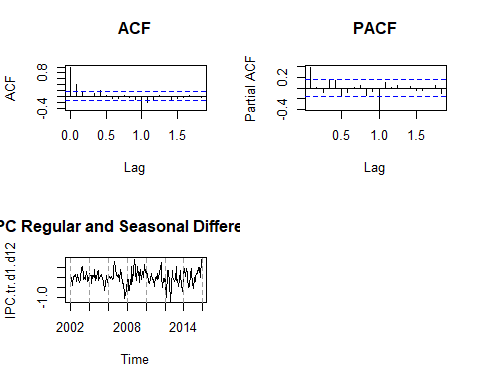 ACF
ACF
0.8
-0.4
0.0 0.5 1.0 1.5
Lag
PACF
Partial ACF
0.2
-0.4
0.5 1.0 1.5
Lag
PC Regular and Seasonal Differe
IPC.tr.d1.d12
-1.0
2002 2008 2014
Time